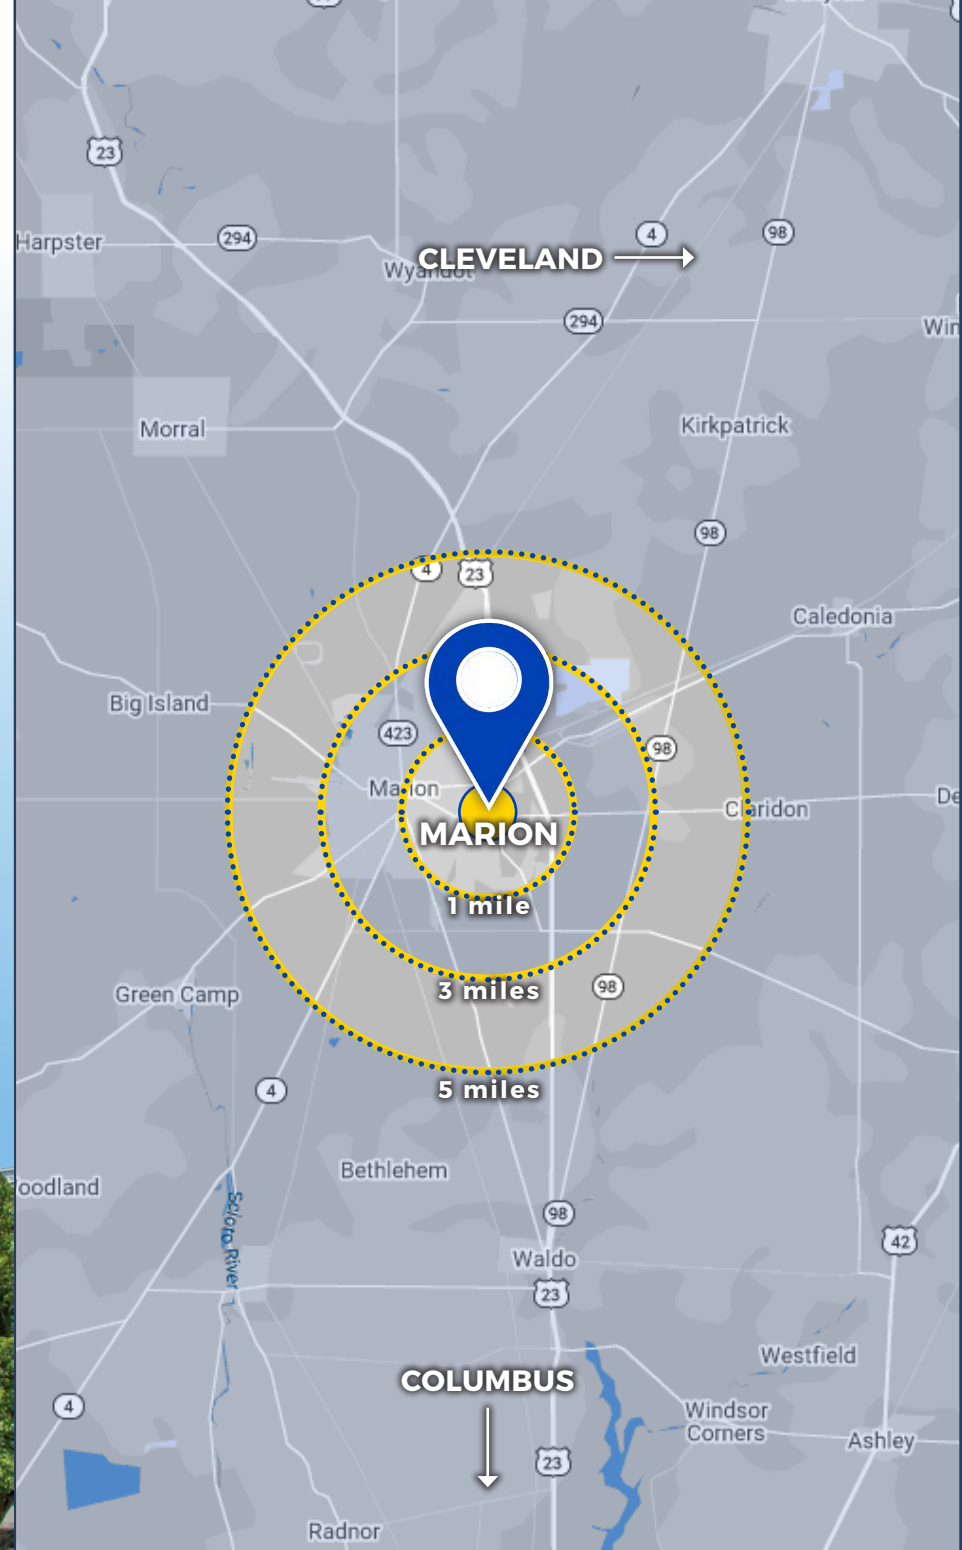 23
Harpster
294
4
98
CLEVELAND
Wyandot
294
Win
Morral
Kirkpatrick
98
4
23
Caledonia
Big Island
423
98
Marion
De
Claridon
MARION
1 mile
3 miles
98
Green Camp
5 miles
4
Bethlehem
oodland
Scioto River
98
42
Waldo
23
Westfield
COLUMBUS
4
Windsor
Corners
Ashley
23
Radnor